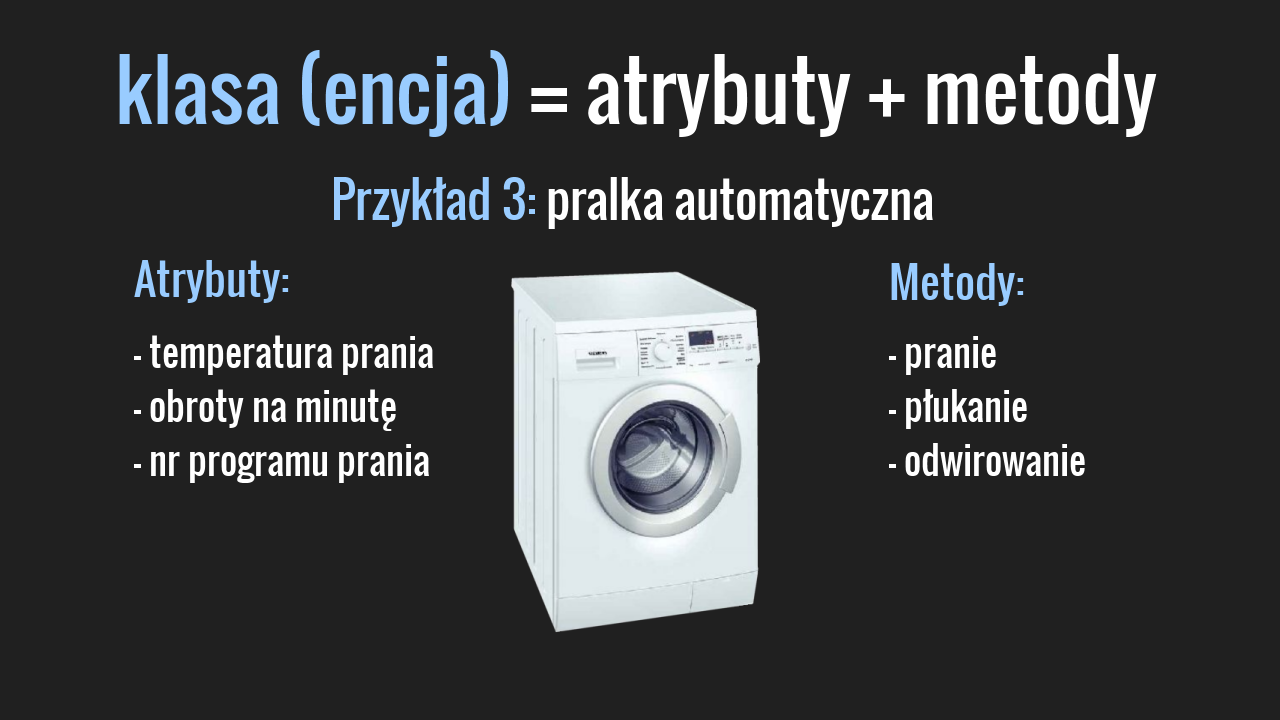 klasa (encja) = atrybuty + metody
Przykład 3: pralka automatyczna
Atrybuty:
- temperatura prania
- obroty na minutę
- nr programu prania
SIEMENS
Metody:
- pranie
- płukanie
- odwirowanie